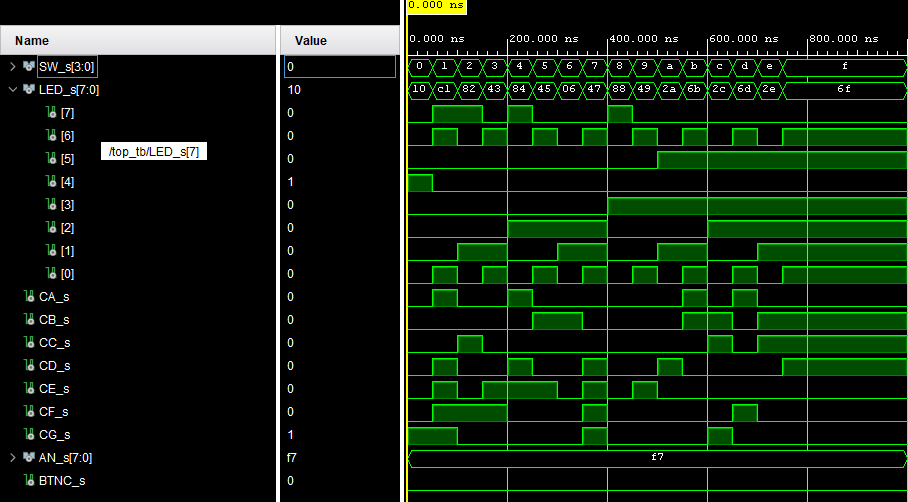 0.000 ns
Name Value 0.000 ns 200.000 ns 400.000 ns 600.000 ns 800.000 ns
SW_s[3:0] 0 0 1 2 3 4 5 6 7 8 9 a b c d e f
LED_s[7:0] 10 10 c1 82 43 84 45 06 47 88 49 2a 6b 2c 6d 2e 6f
[7] 0
[6] 0
/top_tb/LED_s[7]
[5] 0
[4] 1
[3] 0
[2] 0
[1] 0
[0] 0
CA_s 0
CB_s 0
CC_s 0
CD_s 0
CE_s 0
CF_s 0
CG_s 1
AN_s[7:0] f7 f7
BTNC_s 0